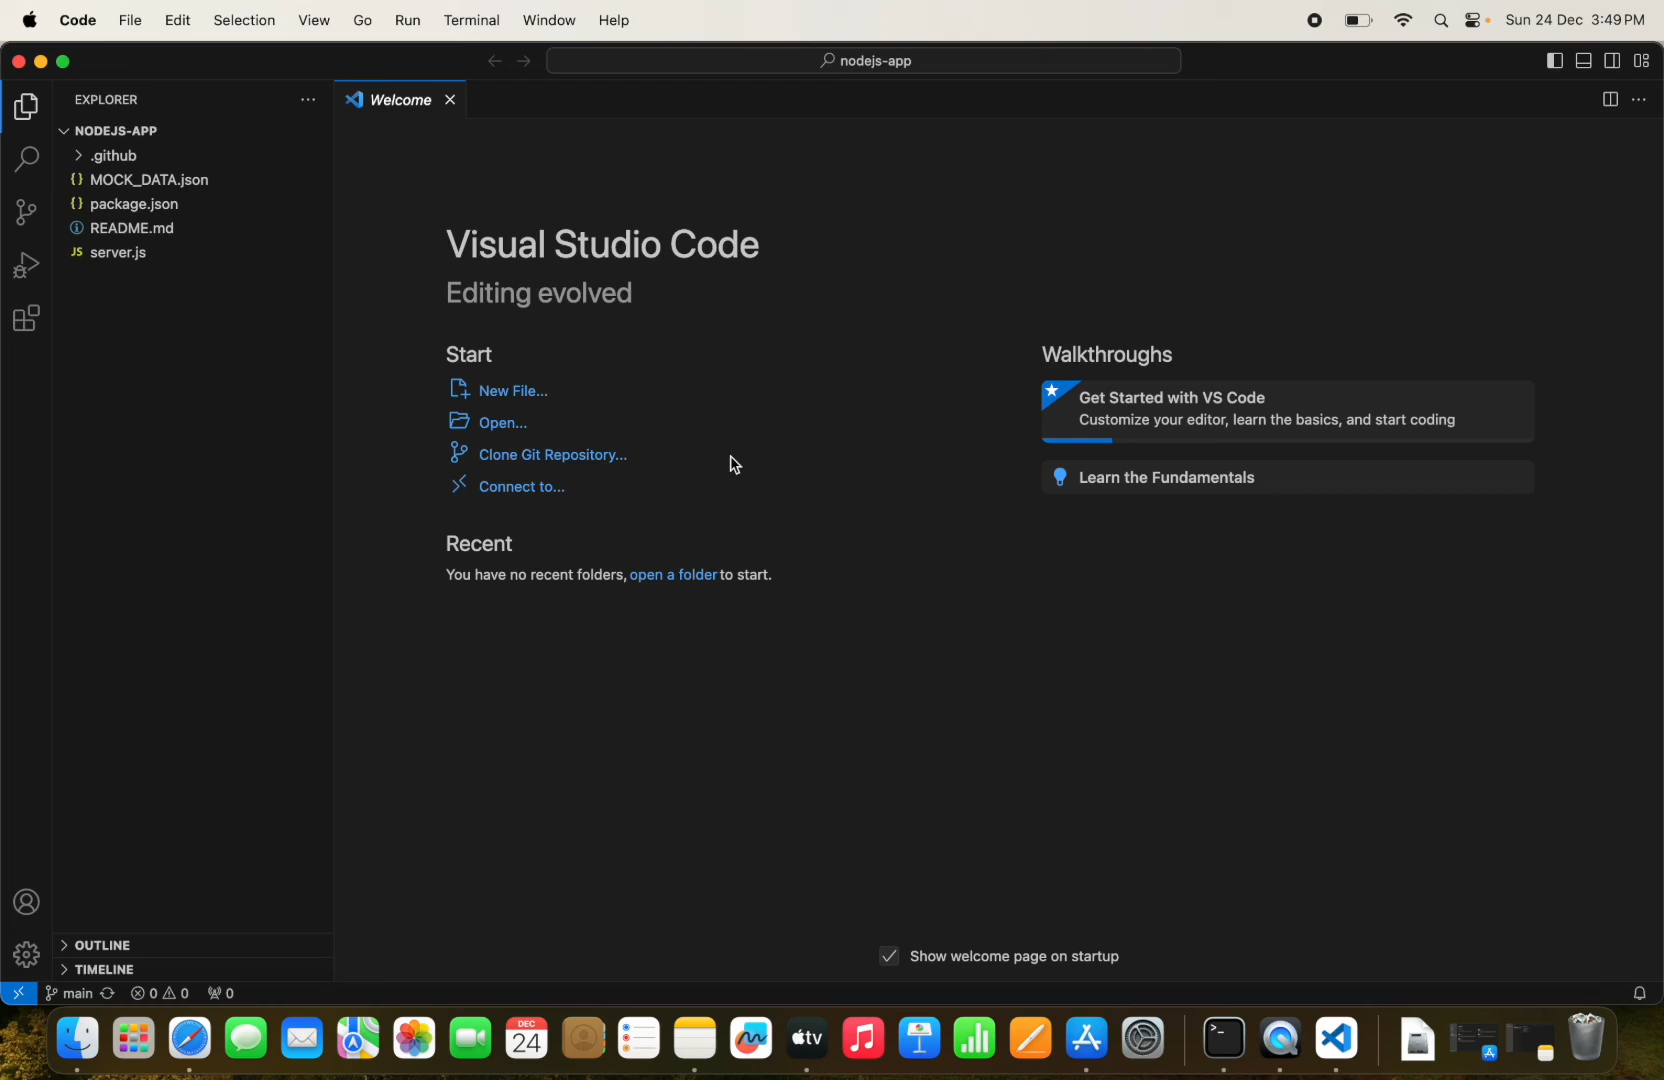 Code File Edit Selection View Go Run Terminal Window Help Sun 24 Dec 3:49 PM
nodejs-app
EXPLORER
Welcome
NODEJS-APP
.github
{} MOCK_DATA.json
{} package.json
README.md
JS server.js
Visual Studio Code
Editing evolved
Start
New File...
Open...
Clone Git Repository...
Connect to...
Recent
You have no recent folders, open a folder to start.
Walkthroughs
Get Started with VS Code
Customize your editor, learn the basics, and start coding
Learn the Fundamentals
OUTLINE
TIMELINE
Show welcome page on startup
main 0 0 0
DEC
24
tv